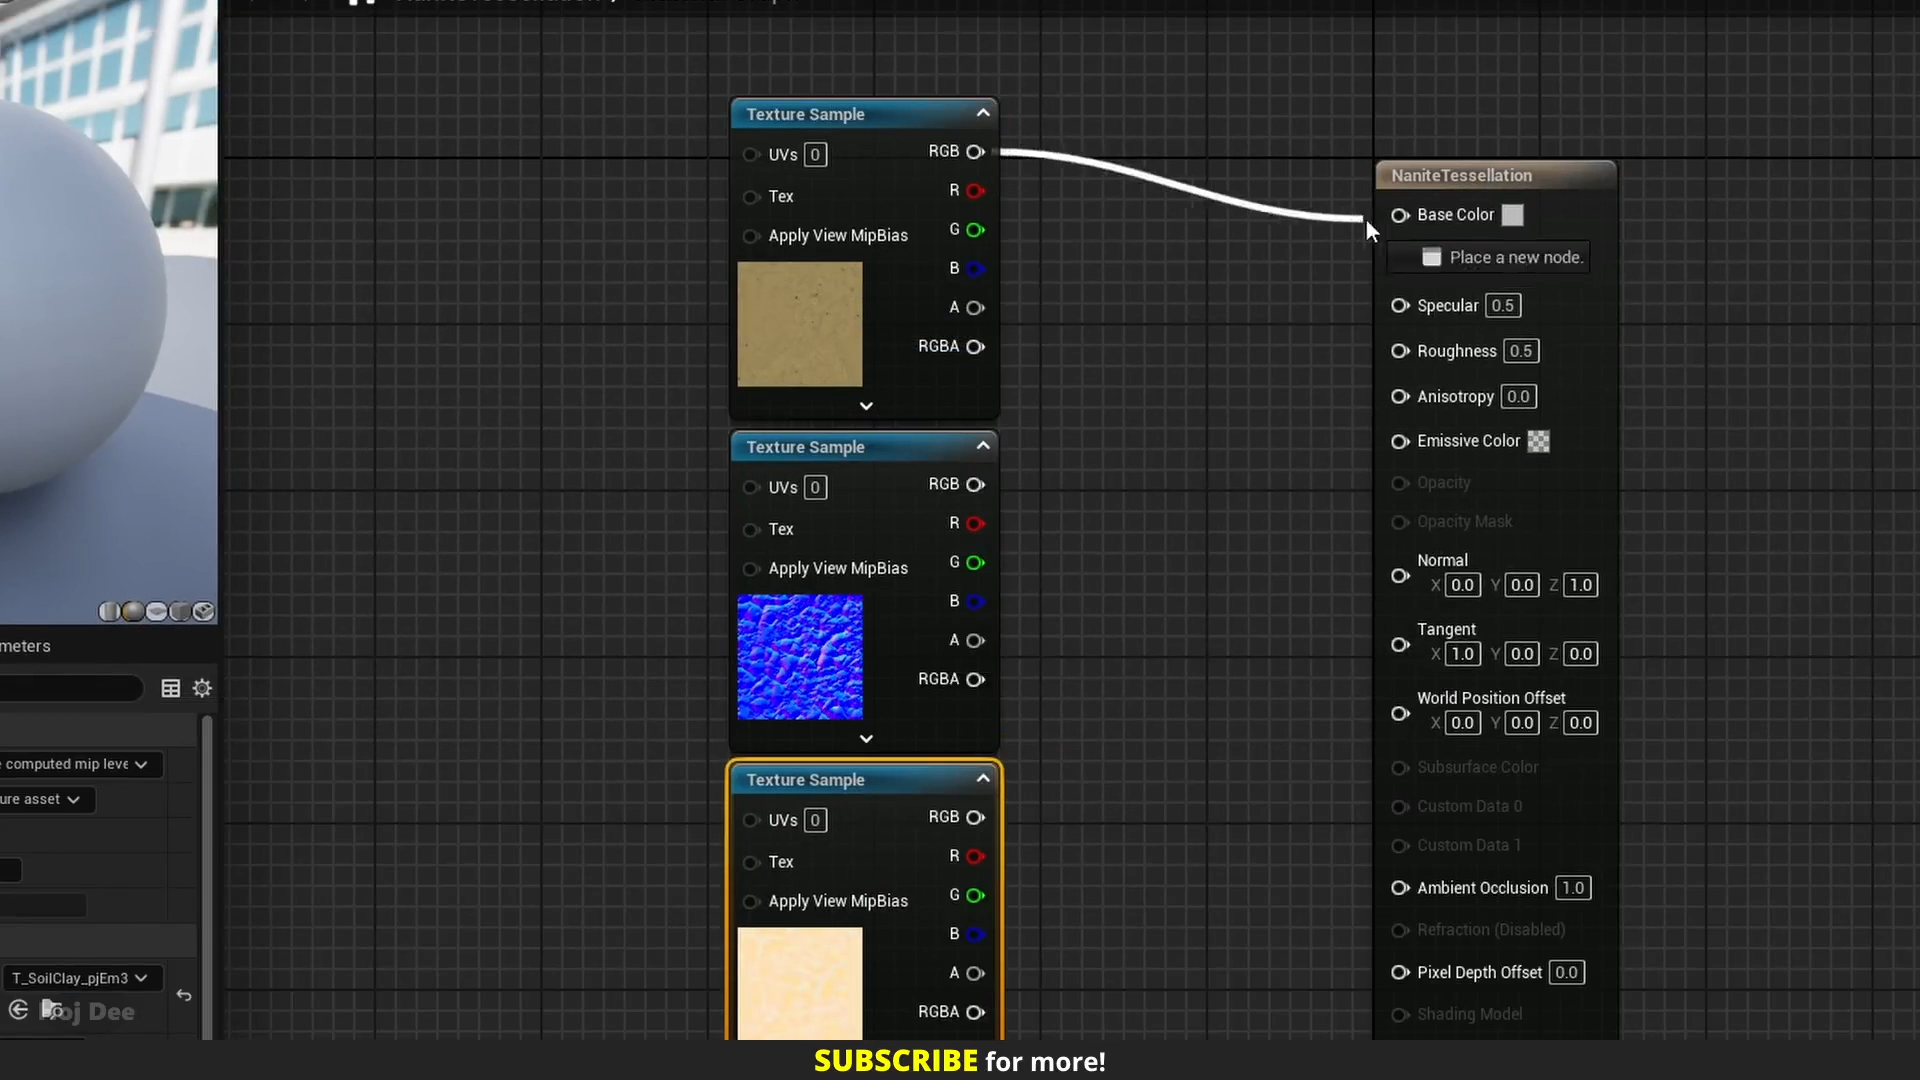 Texture Sample
UVs 0
RGB
R
Tex
Apply View MipBias
G
B
A
RGBA
Texture Sample
UVs 0
RGB
R
Tex
Apply View MipBias
G
B
A
RGBA
Texture Sample
UVs 0
RGB
R
Tex
Apply View MipBias
G
B
A
RGBA
NaniteTessellation
Base Color
Place a new node.
Specular 0.5
Roughness 0.5
Anisotropy 0.0
Emissive Color
Opacity
Opacity Mask
Normal
X 0.0 Y 0.0 Z 1.0
Tangent
X 1.0 Y 0.0 Z 0.0
World Position Offset
X 0.0 Y 0.0 Z 0.0
Subsurface Color
Custom Data 0
Custom Data 1
Ambient Occlusion 1.0
Refraction (Disabled)
Pixel Depth Offset 0.0
Shading Model
meters
computed mip leve
ure asset
T_SoilClay_pjEm3
oj Dee
SUBSCRIBE for more!